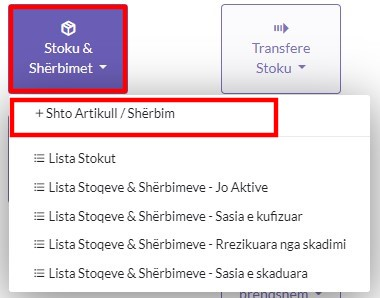 Stoku &
Shërbimet
Transfere
Stoku
+Shto Artikull / Shërbim
Lista Stokut
Lista Stoqeve & Shërbimeve - Jo Aktive
Lista Stoqeve & Shërbimeve - Sasia e kufizuar
Lista Stoqeve & Shërbimeve - Rrezikuara nga skadimi
Lista Stoqeve & Shërbimeve - Sasia e skaduara